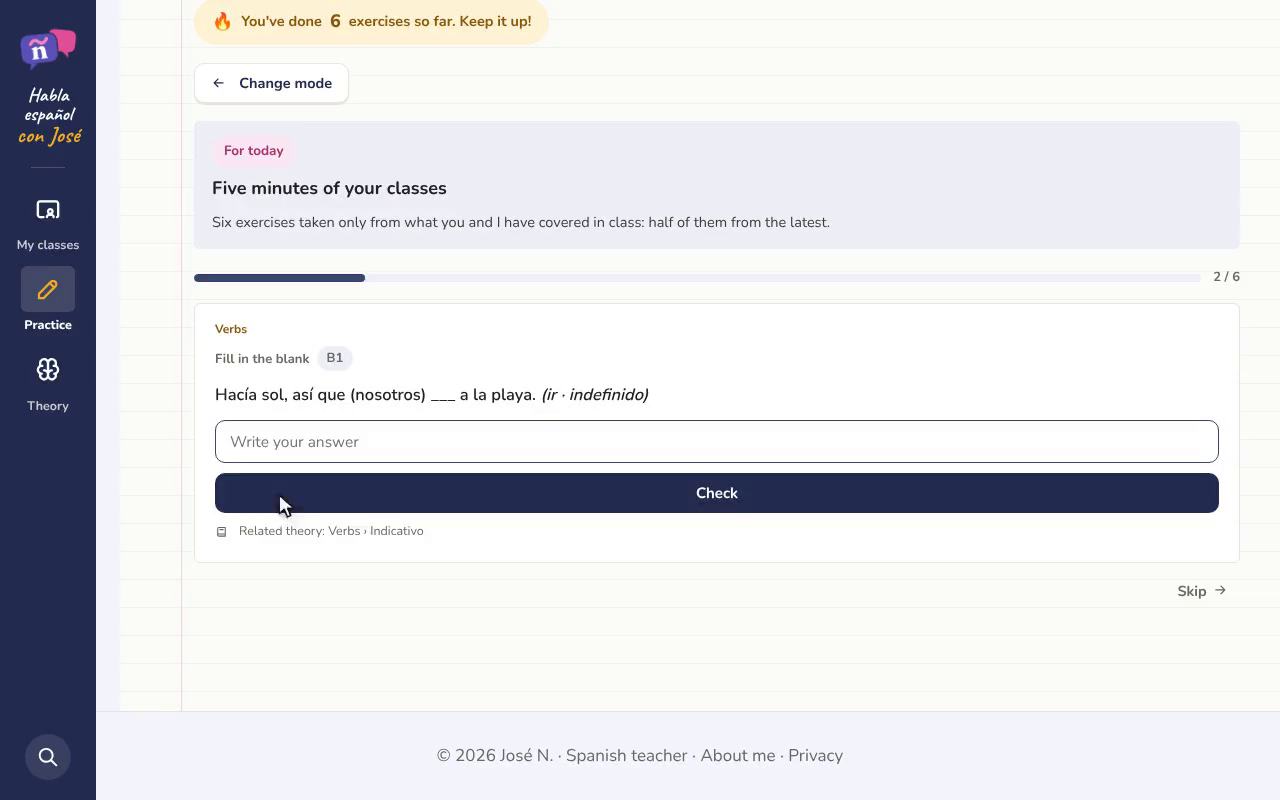 ñ
Habla
español
con José
My classes
Practice
Theory
You've done 6 exercises so far. Keep it up!
← Change mode
For today
Five minutes of your classes
Six exercises taken only from what you and I have covered in class: half of them from the latest.
2 / 6
Verbs
Fill in the blank B1
Hacía sol, así que (nosotros) ___ a la playa. (ir · indefinido)
Write your answer
Check
Related theory: Verbs › Indicativo
Skip →
© 2026 José N. · Spanish teacher · About me · Privacy